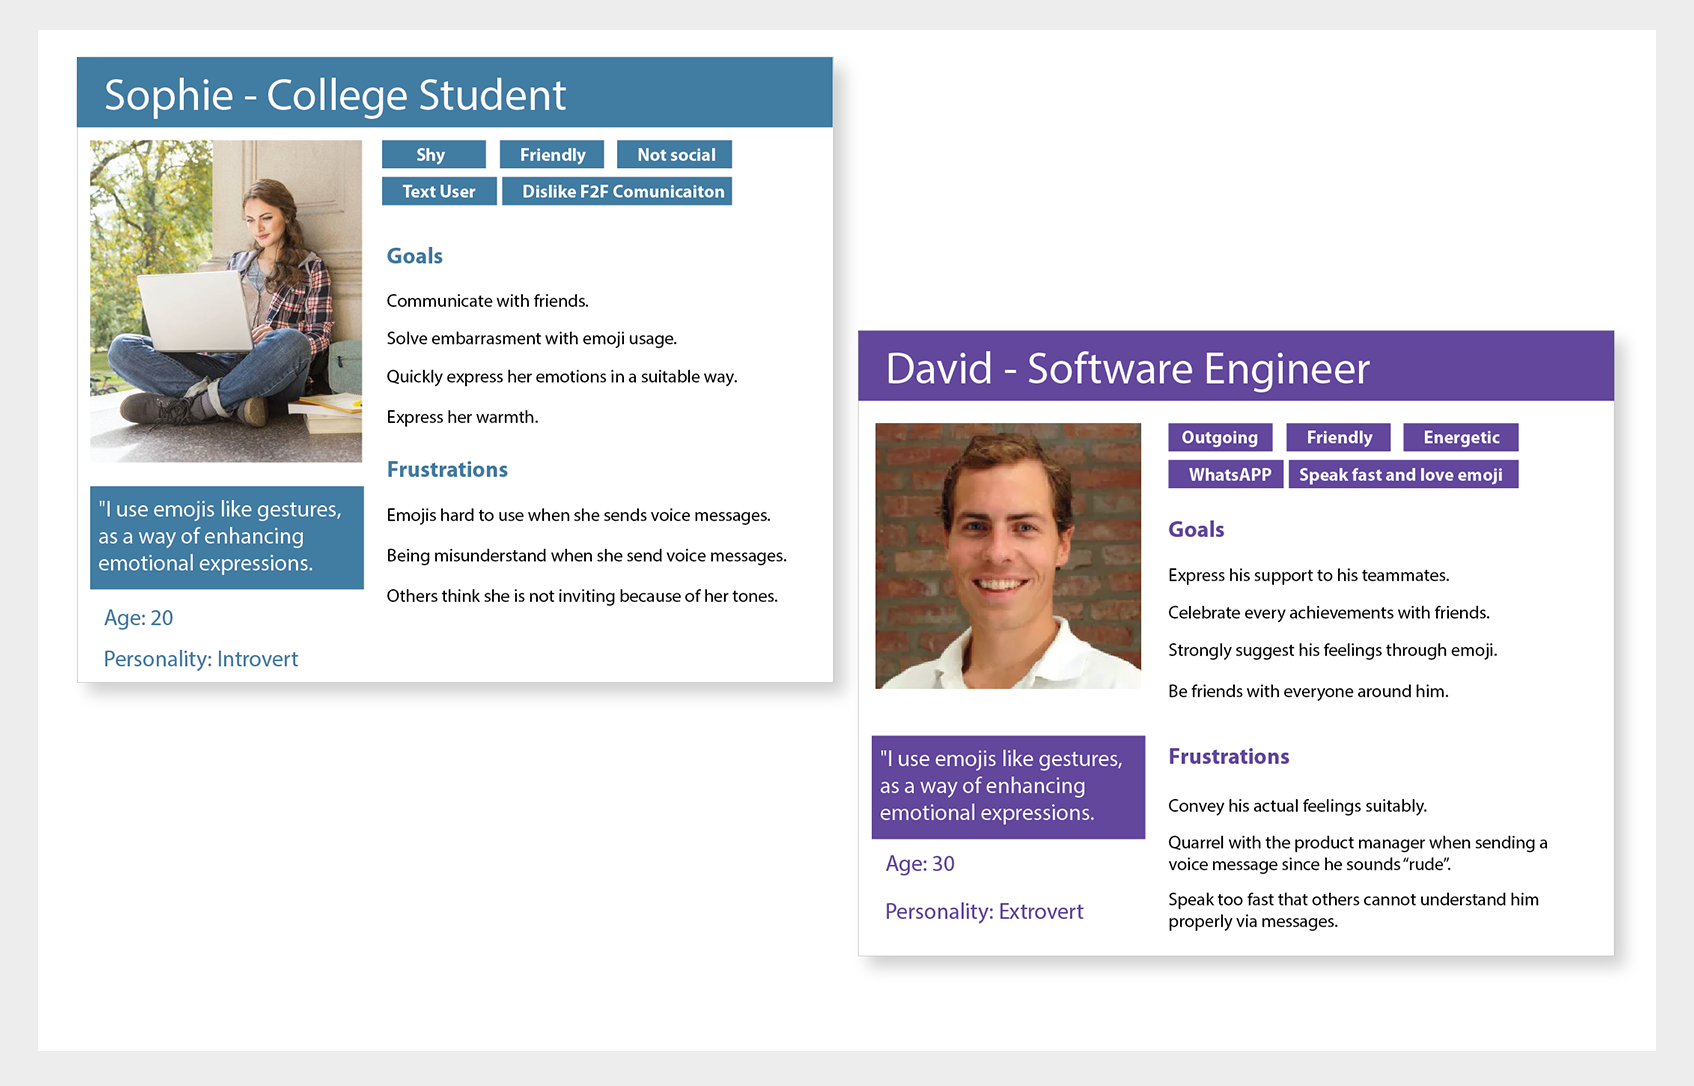 Sophie - College Student
Shy Friendly Not social
Text User Dislike F2F Comunicaiton
Goals
Communicate with friends.
Solve embarrasment with emoji usage.
Quickly express her emotions in a suitable way.
Express her warmth.
Frustrations
Emojis hard to use when she sends voice messages.
Being misunderstand when she send voice messages.
Others think she is not inviting because of her tones.
"I use emojis like gestures,
as a way of enhancing
emotional expressions.
Age: 20
Personality: Introvert
David - Software Engineer
Outgoing Friendly Energetic
WhatsAPP Speak fast and love emoji
Goals
Express his support to his teammates.
Celebrate every achievements with friends.
Strongly suggest his feelings through emoji.
Be friends with everyone around him.
Frustrations
Convey his actual feelings suitably.
Quarrel with the product manager when sending a
voice message since he sounds “rude”.
Speak too fast that others cannot understand him
properly via messages.
"I use emojis like gestures,
as a way of enhancing
emotional expressions.
Age: 30
Personality: Extrovert